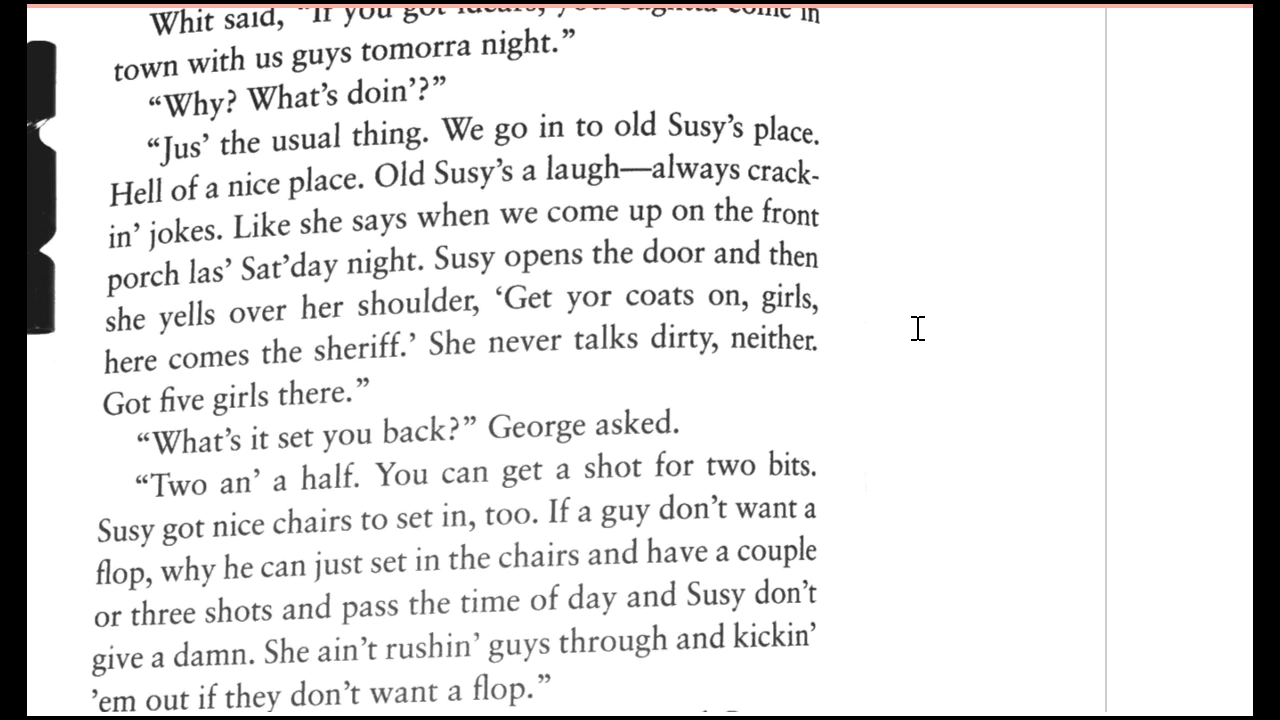 Whit said, "If you got idears, you oughtta come in
town with us guys tomorra night."
"Why? What's doin'?"
"Jus' the usual thing. We go in to old Susy's place.
Hell of a nice place. Old Susy's a laugh—always crack-
in' jokes. Like she says when we come up on the front
porch las' Sat'day night. Susy opens the door and then
she yells over her shoulder, 'Get yor coats on, girls,
here comes the sheriff.' She never talks dirty, neither.
Got five girls there."
"What's it set you back?" George asked.
"Two an' a half. You can get a shot for two bits.
Susy got nice chairs to set in, too. If a guy don't want a
flop, why he can just set in the chairs and have a couple
or three shots and pass the time of day and Susy don't
give a damn. She ain't rushin' guys through and kickin'
'em out if they don't want a flop."